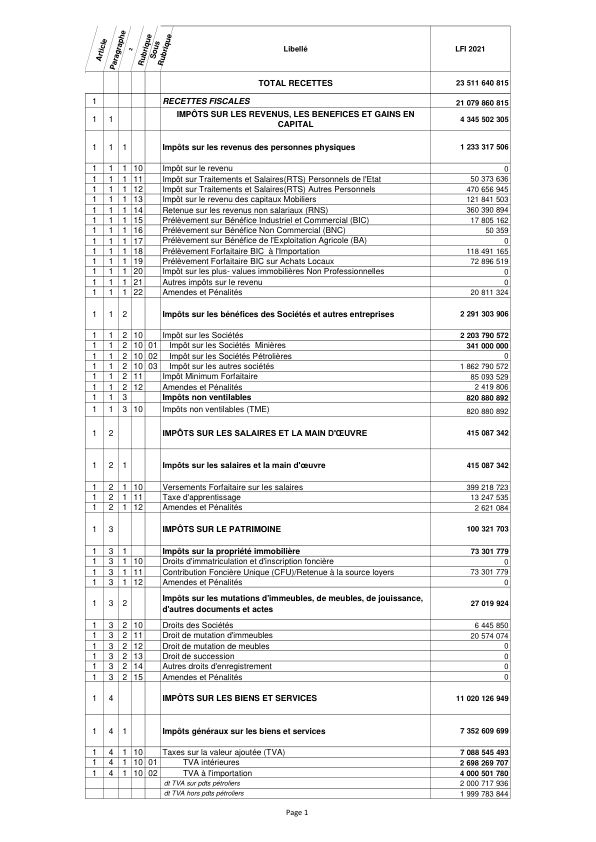 Article Paragraphe 2 Rubrique Sous Rubrique Libellé LFI 2021
TOTAL RECETTES 23 511 640 815
1 RECETTES FISCALES 21 079 860 815
1 1 IMPÔTS SUR LES REVENUS, LES BENEFICES ET GAINS EN CAPITAL 4 345 502 305
1 1 1 Impôts sur les revenus des personnes physiques 1 233 317 506
1 1 1 10 Impôt sur le revenu 0
1 1 1 11 Impôt sur Traitements et Salaires(RTS) Personnels de l'Etat 50 373 636
1 1 1 12 Impôt sur Traitements et Salaires(RTS) Autres Personnels 470 656 945
1 1 1 13 Impôt sur le revenu des capitaux Mobiliers 121 841 503
1 1 1 14 Retenue sur les revenus non salariaux (RNS) 360 390 894
1 1 1 15 Prélèvement sur Bénéfice Industriel et Commercial (BIC) 17 805 162
1 1 1 16 Prélèvement sur Bénéfice Non Commercial (BNC) 50 359
1 1 1 17 Prélèvement sur Bénéfice de l'Exploitation Agricole (BA) 0
1 1 1 18 Prélèvement Forfaitaire BIC à l'Importation 118 491 165
1 1 1 19 Prélèvement Forfaitaire BIC sur Achats Locaux 72 896 519
1 1 1 20 Impôt sur les plus- values immobilières Non Professionnelles 0
1 1 1 21 Autres impôts sur le revenu 0
1 1 1 22 Amendes et Pénalités 20 811 324
1 1 2 Impôts sur les bénéfices des Sociétés et autres entreprises 2 291 303 906
1 1 2 10 Impôt sur les Sociétés 2 203 790 572
1 1 2 10 01 Impôt sur les Sociétés Minières 341 000 000
1 1 2 10 02 Impôt sur les Sociétés Pétrolières 0
1 1 2 10 03 Impôt sur les autres sociétés 1 862 790 572
1 1 2 11 Impôt Minimum Forfaitaire 85 093 529
1 1 2 12 Amendes et Pénalités 2 419 806
1 1 3 Impôts non ventilables 820 880 892
1 1 3 10 Impôts non ventilables (TME) 820 880 892
1 2 IMPÔTS SUR LES SALAIRES ET LA MAIN D'ŒUVRE 415 087 342
1 2 1 Impôts sur les salaires et la main d'œuvre 415 087 342
1 2 1 10 Versements Forfaitaire sur les salaires 399 218 723
1 2 1 11 Taxe d'apprentissage 13 247 535
1 2 1 12 Amendes et Pénalités 2 621 084
1 3 IMPÔTS SUR LE PATRIMOINE 100 321 703
1 3 1 Impôts sur la propriété immobilière 73 301 779
1 3 1 10 Droits d'immatriculation et d'inscription foncière 0
1 3 1 11 Contribution Foncière Unique (CFU)/Retenue à la source loyers 73 301 779
1 3 1 12 Amendes et Pénalités 0
1 3 2 Impôts sur les mutations d'immeubles, de meubles, de jouissance, d'autres documents et actes 27 019 924
1 3 2 10 Droits des Sociétés 6 445 850
1 3 2 11 Droit de mutation d'immeubles 20 574 074
1 3 2 12 Droit de mutation de meubles 0
1 3 2 13 Droit de succession 0
1 3 2 14 Autres droits d'enregistrement 0
1 3 2 15 Amendes et Pénalités 0
1 4 IMPÔTS SUR LES BIENS ET SERVICES 11 020 126 949
1 4 1 Impôts généraux sur les biens et services 7 352 609 699
1 4 1 10 Taxes sur la valeur ajoutée (TVA) 7 088 545 493
1 4 1 10 01 TVA intérieures 2 698 269 707
1 4 1 10 02 TVA à l'importation 4 000 501 780
dt TVA sur pdts pétroliers 2 000 717 936
dt TVA hors pdts pétroliers 1 999 783 844
Page 1